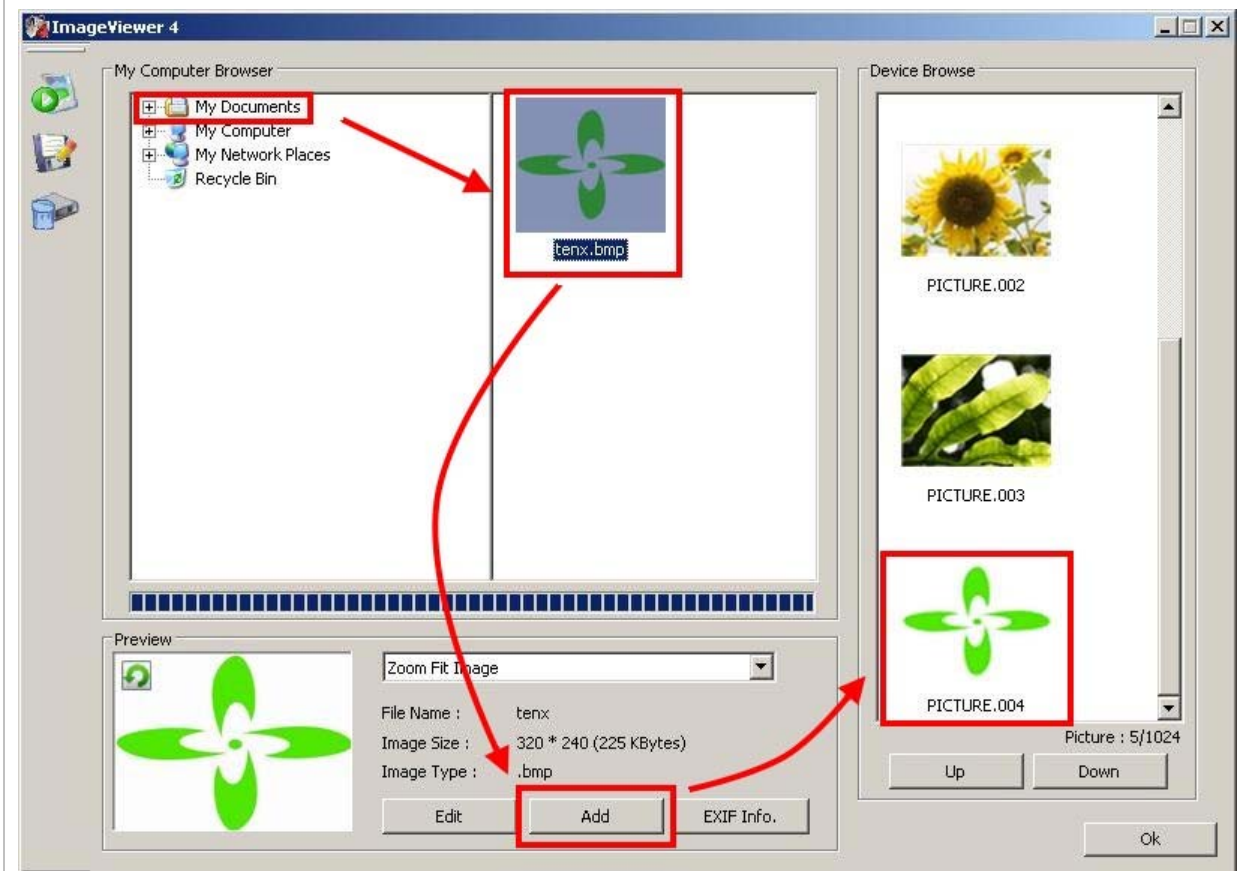 ImageViewer 4
My Computer Browser
My Documents
My Computer
My Network Places
Recycle Bin
tenx.bmp
Device Browse
PICTURE.002
PICTURE.003
PICTURE.004
Picture : 5/1024
Up
Down
Preview
Zoom Fit Image
File Name : tenx
Image Size : 320 * 240 (225 KBytes)
Image Type : .bmp
Edit
Add
EXIF Info.
Ok